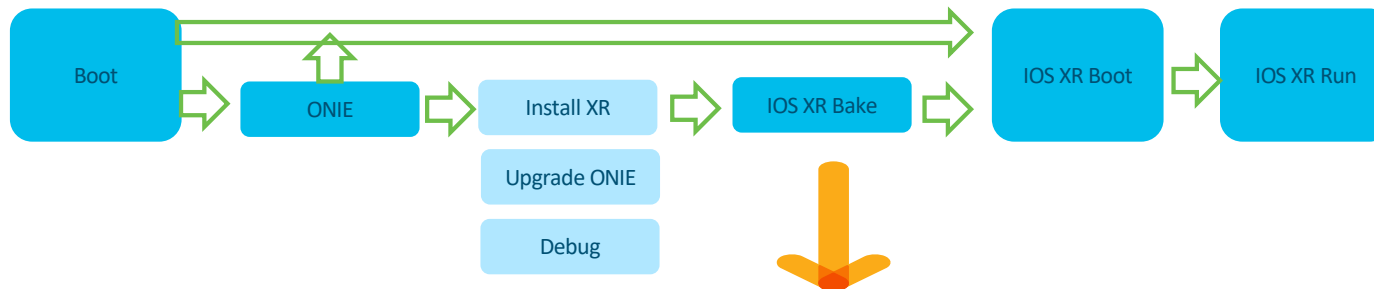 Boot
ONIE
Install XR
Upgrade ONIE
Debug
IOS XR Bake
IOS XR Boot
IOS XR Run